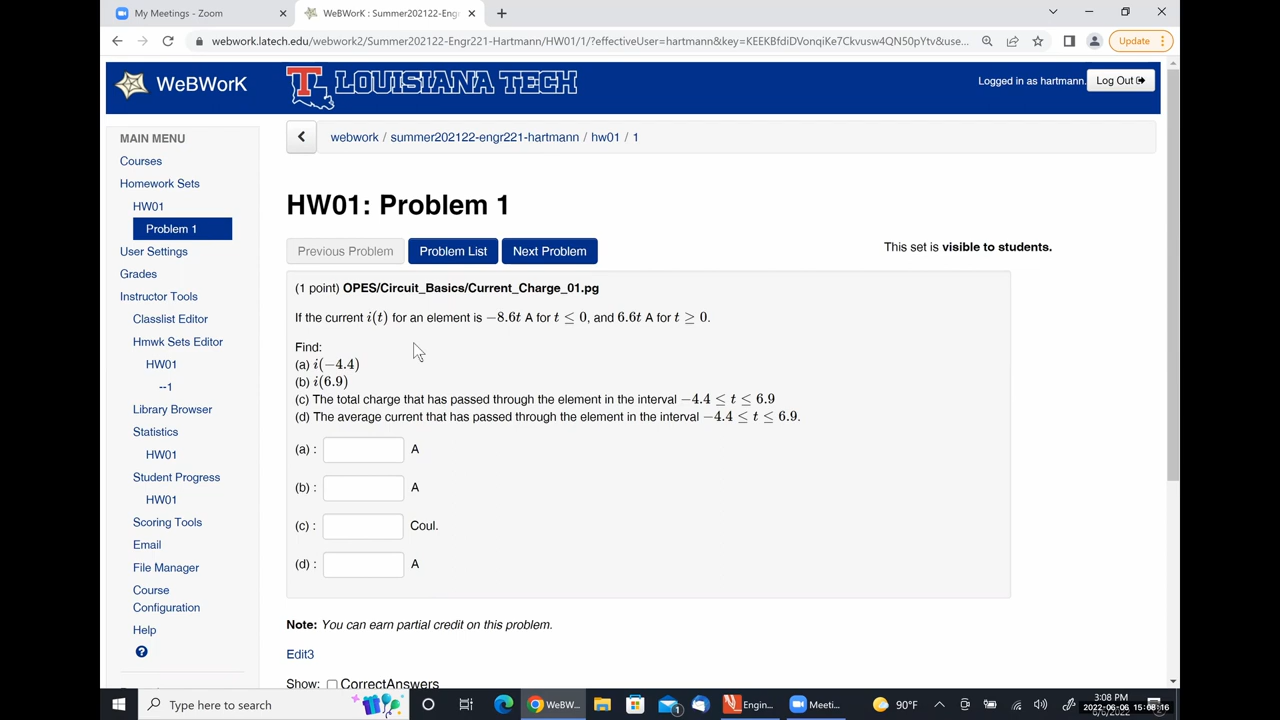 My Meetings - Zoom
WeBWorK : Summer202122-Eng
webwork.latech.edu/webwork2/Summer202122-Engr221-Hartmann/HW01/1/?effectiveUser=hartmann&key=KEEKBfdiDVonqiKe7Ckvusw4QN50pYtv&use...
Update
WeBWorK
T LOUISIANA TECH
Logged in as hartmann.
Log Out
MAIN MENU
Courses
Homework Sets
HW01
Problem 1
User Settings
Grades
Instructor Tools
Classlist Editor
Hmwk Sets Editor
HW01
--1
Library Browser
Statistics
HW01
Student Progress
HW01
Scoring Tools
Email
File Manager
Course
Configuration
Help
webwork / summer202122-engr221-hartmann / hw01 / 1
HW01: Problem 1
Previous Problem
Problem List
Next Problem
This set is visible to students.
(1 point) OPES/Circuit_Basics/Current_Charge_01.pg
If the current i(t) for an element is −8.6t A for t ≤ 0, and 6.6t A for t ≥ 0.
Find:
(a) i(−4.4)
(b) i(6.9)
(c) The total charge that has passed through the element in the interval −4.4 ≤ t ≤ 6.9
(d) The average current that has passed through the element in the interval −4.4 ≤ t ≤ 6.9.
(a) : A
(b) : A
(c) : Coul.
(d) : A
Note: You can earn partial credit on this problem.
Edit3
Show: CorrectAnswers
Type here to search
WeBW...
Engin...
Meeti...
90°F
3:08 PM
2022-06-06 15:08:16